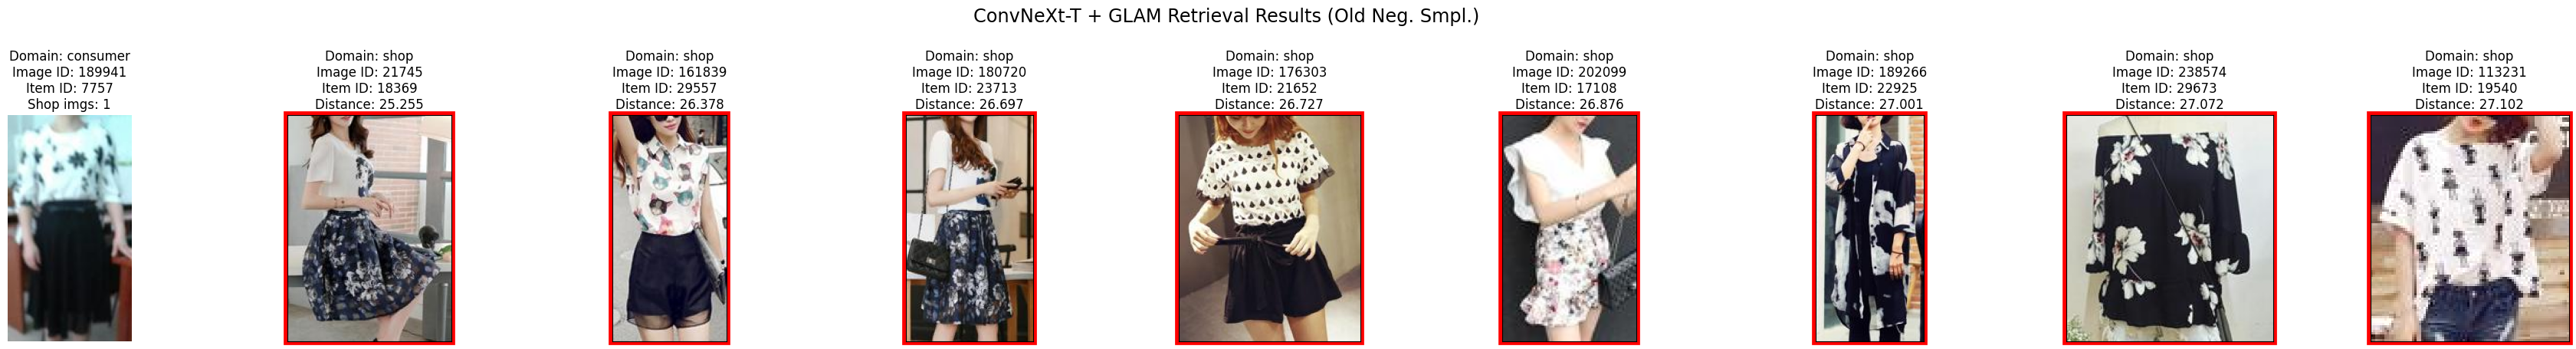 ConvNeXt-T + GLAM Retrieval Results (Old Neg. Smpl.)
Domain: consumer
Image ID: 189941
Item ID: 7757
Shop imgs: 1
Domain: shop
Image ID: 21745
Item ID: 18369
Distance: 25.255
Domain: shop
Image ID: 161839
Item ID: 29557
Distance: 26.378
Domain: shop
Image ID: 180720
Item ID: 23713
Distance: 26.697
Domain: shop
Image ID: 176303
Item ID: 21652
Distance: 26.727
Domain: shop
Image ID: 202099
Item ID: 17108
Distance: 26.876
Domain: shop
Image ID: 189266
Item ID: 22925
Distance: 27.001
Domain: shop
Image ID: 238574
Item ID: 29673
Distance: 27.072
Domain: shop
Image ID: 113231
Item ID: 19540
Distance: 27.102